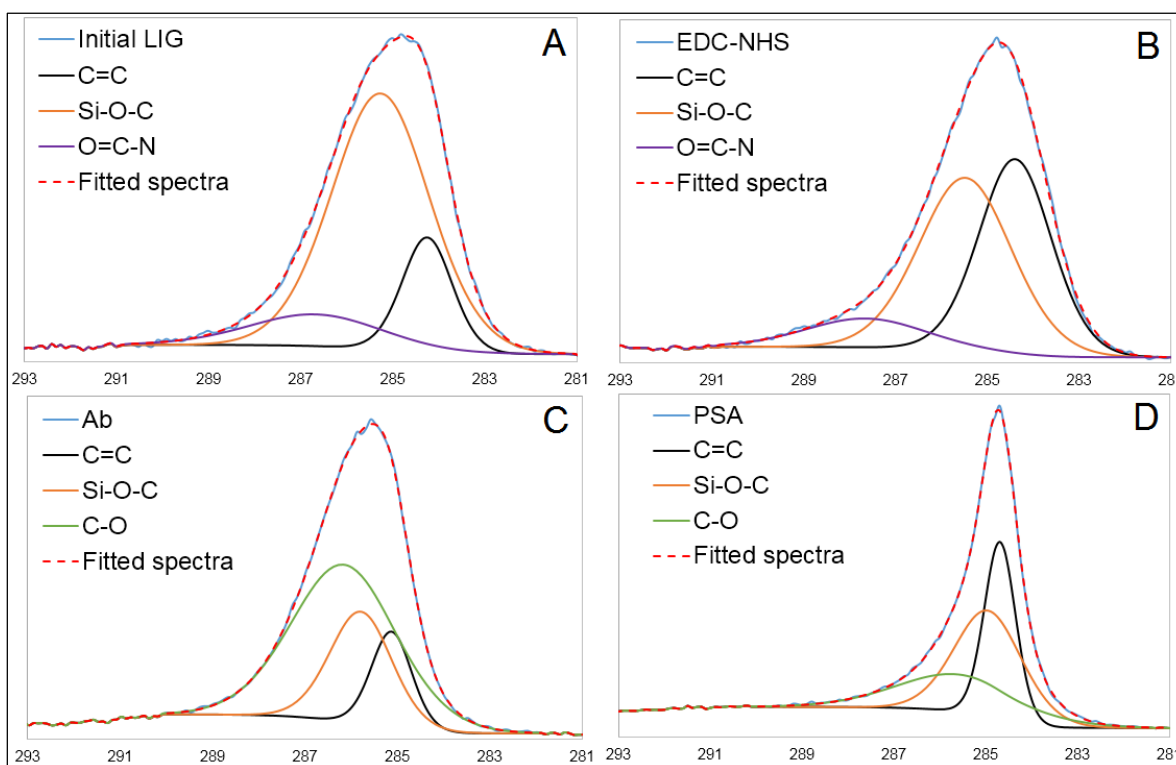 A
Initial LIG
C=C
Si-O-C
O=C-N
Fitted spectra
293 291 289 287 285 283 281
B
EDC-NHS
C=C
Si-O-C
O=C-N
Fitted spectra
293 291 289 287 285 283 28
C
Ab
C=C
Si-O-C
C-O
Fitted spectra
293 291 289 287 285 283 281
D
PSA
C=C
Si-O-C
C-O
Fitted spectra
293 291 289 287 285 283 281